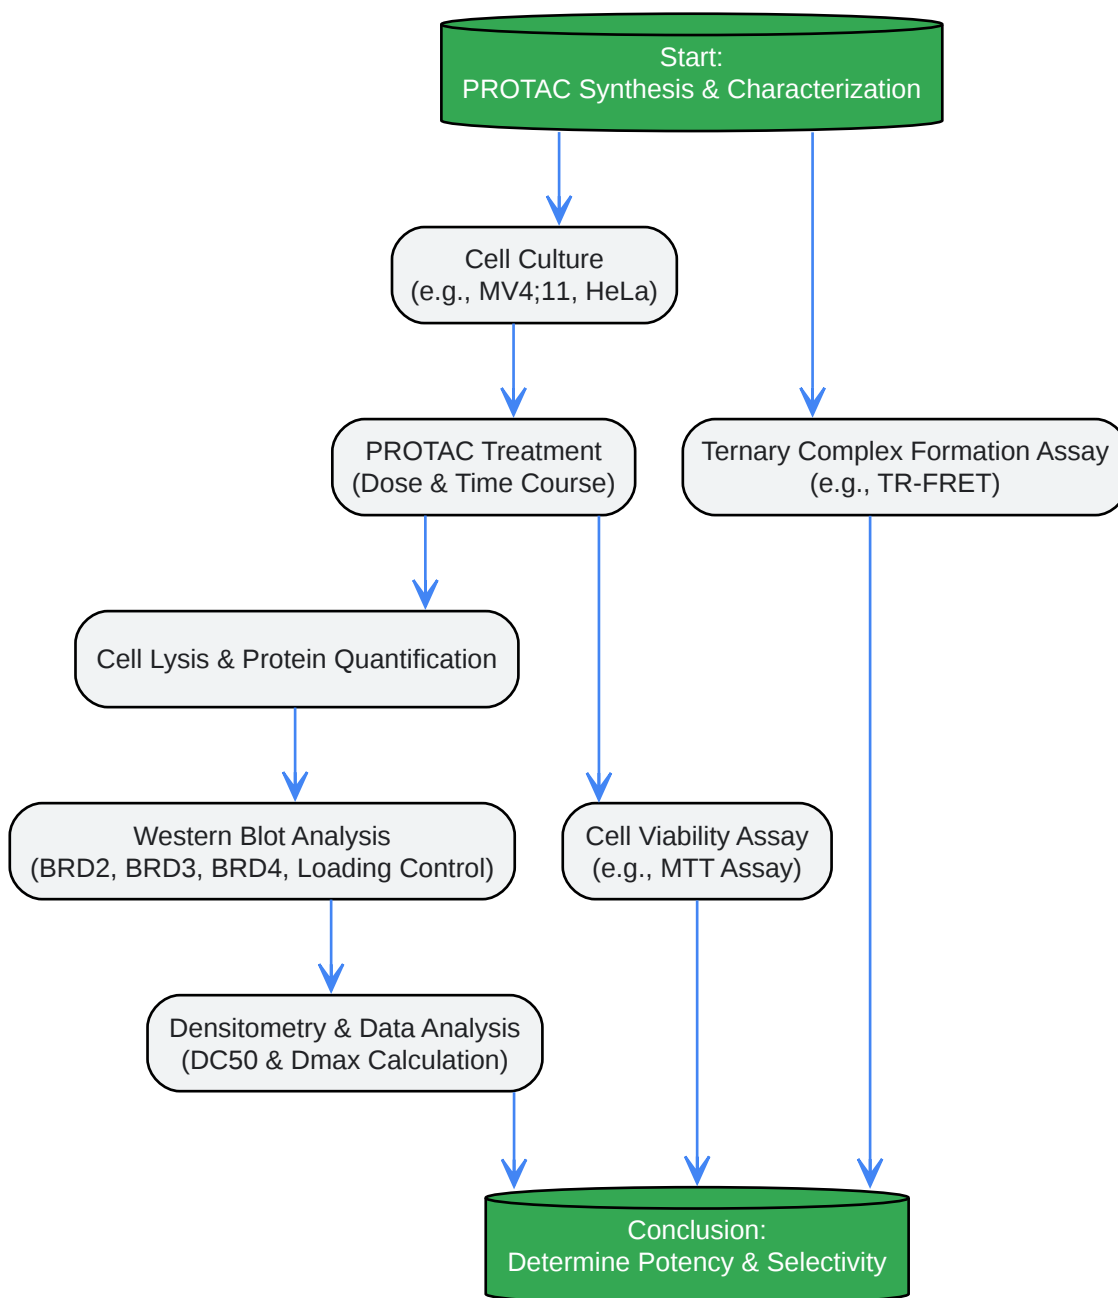 Start:
PROTAC Synthesis & Characterization
Cell Culture
(e.g., MV4;11, HeLa)
PROTAC Treatment
(Dose & Time Course)
Ternary Complex Formation Assay
(e.g., TR-FRET)
Cell Lysis & Protein Quantification
Western Blot Analysis
(BRD2, BRD3, BRD4, Loading Control)
Cell Viability Assay
(e.g., MTT Assay)
Densitometry & Data Analysis
(DC50 & Dmax Calculation)
Conclusion:
Determine Potency & Selectivity